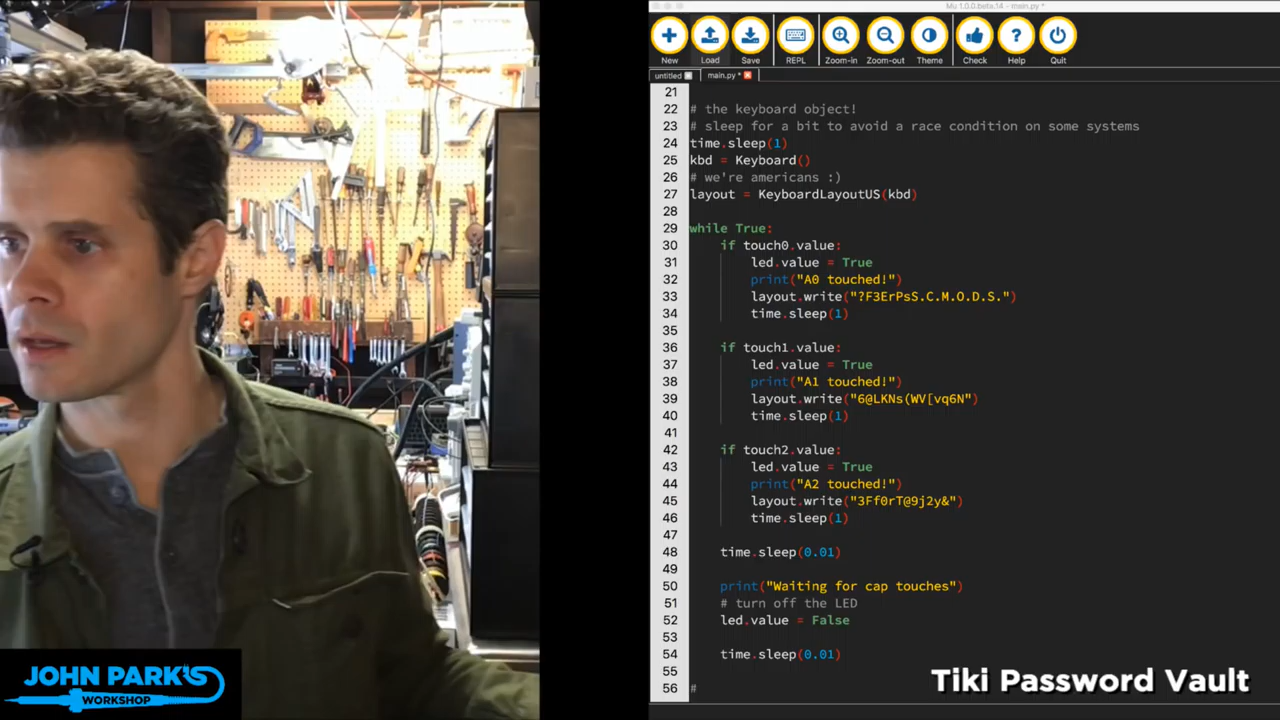 Mu 1.0.0.beta.14 - main.py *
New Load Save REPL Zoom-in Zoom-out Theme Check Help Quit
untitled main.py *
21
22 # the keyboard object!
23 # sleep for a bit to avoid a race condition on some systems
24 time.sleep(1)
25 kbd = Keyboard()
26 # we're americans :)
27 layout = KeyboardLayoutUS(kbd)
28
29 while True:
30 if touch0.value:
31 led.value = True
32 print("A0 touched!")
33 layout.write("?F3ErPsS.C.M.O.D.S.")
34 time.sleep(1)
35
36 if touch1.value:
37 led.value = True
38 print("A1 touched!")
39 layout.write("6@LKNs(WV[vq6N")
40 time.sleep(1)
41
42 if touch2.value:
43 led.value = True
44 print("A2 touched!")
45 layout.write("3Ff0rT@9j2y&")
46 time.sleep(1)
47
48 time.sleep(0.01)
49
50 print("Waiting for cap touches")
51 # turn off the LED
52 led.value = False
53
54 time.sleep(0.01)
55
56 #
JOHN PARK'S
WORKSHOP
Tiki Password Vault